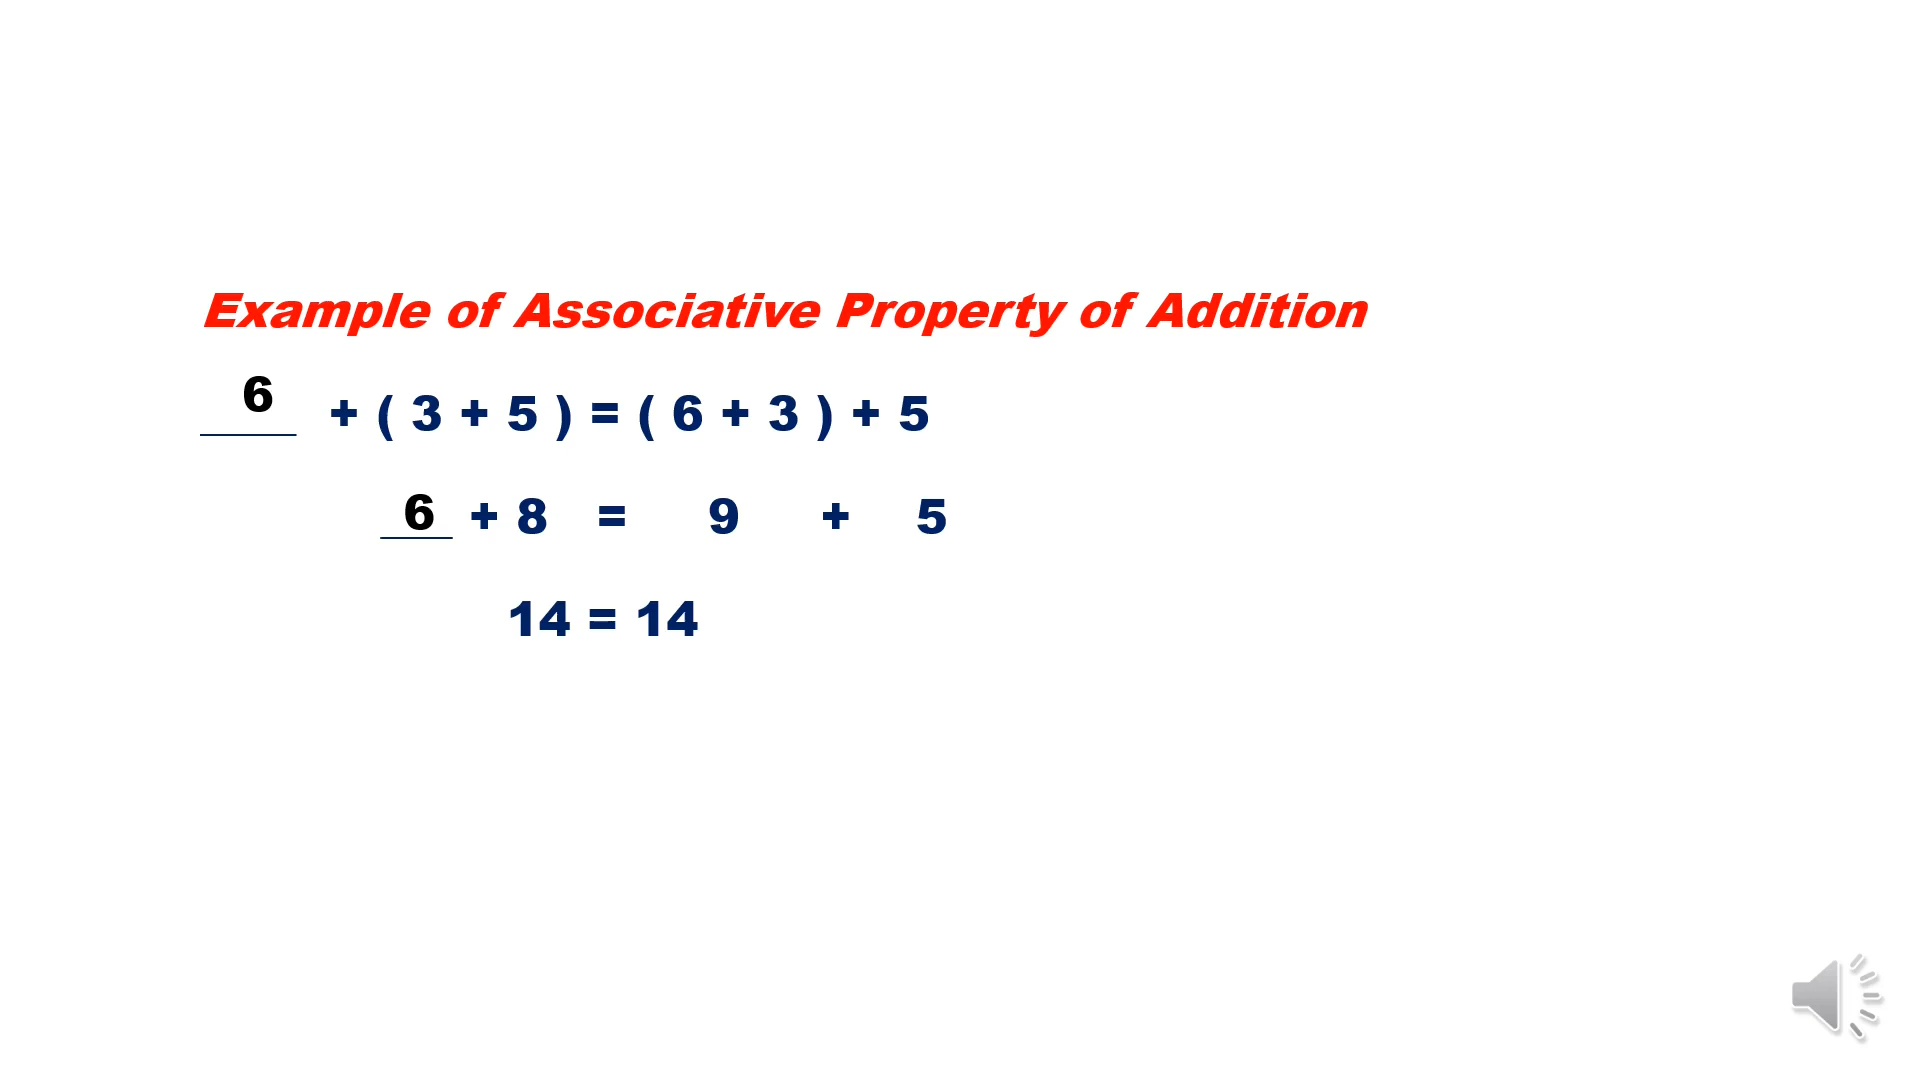 Example of Associative Property of Addition
6 + ( 3 + 5 ) = ( 6 + 3 ) + 5
6 + 8 = 9 + 5
14 = 14